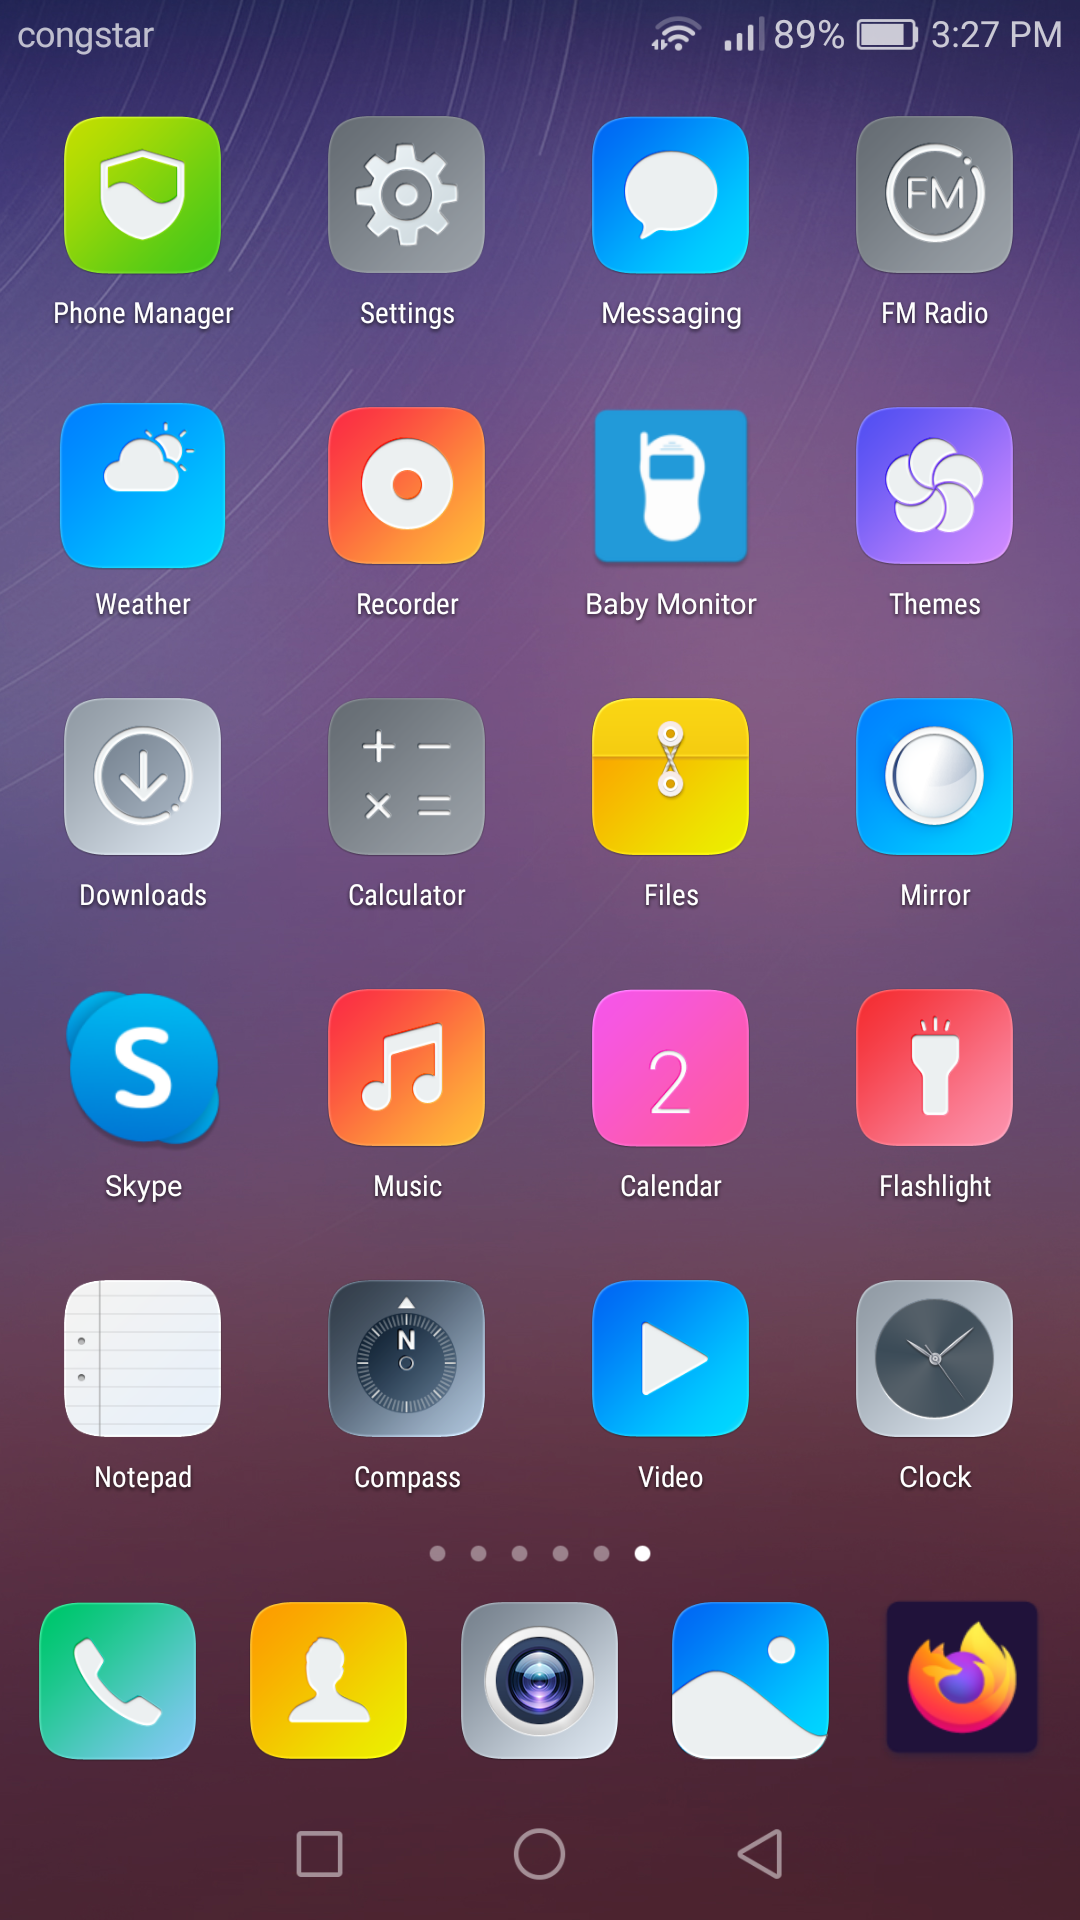 congstar 89% 3:27 PM
FM
Phone Manager Settings Messaging FM Radio
Weather Recorder Baby Monitor Themes
Downloads Calculator Files Mirror
S 2
Skype Music Calendar Flashlight
N
Notepad Compass Video Clock